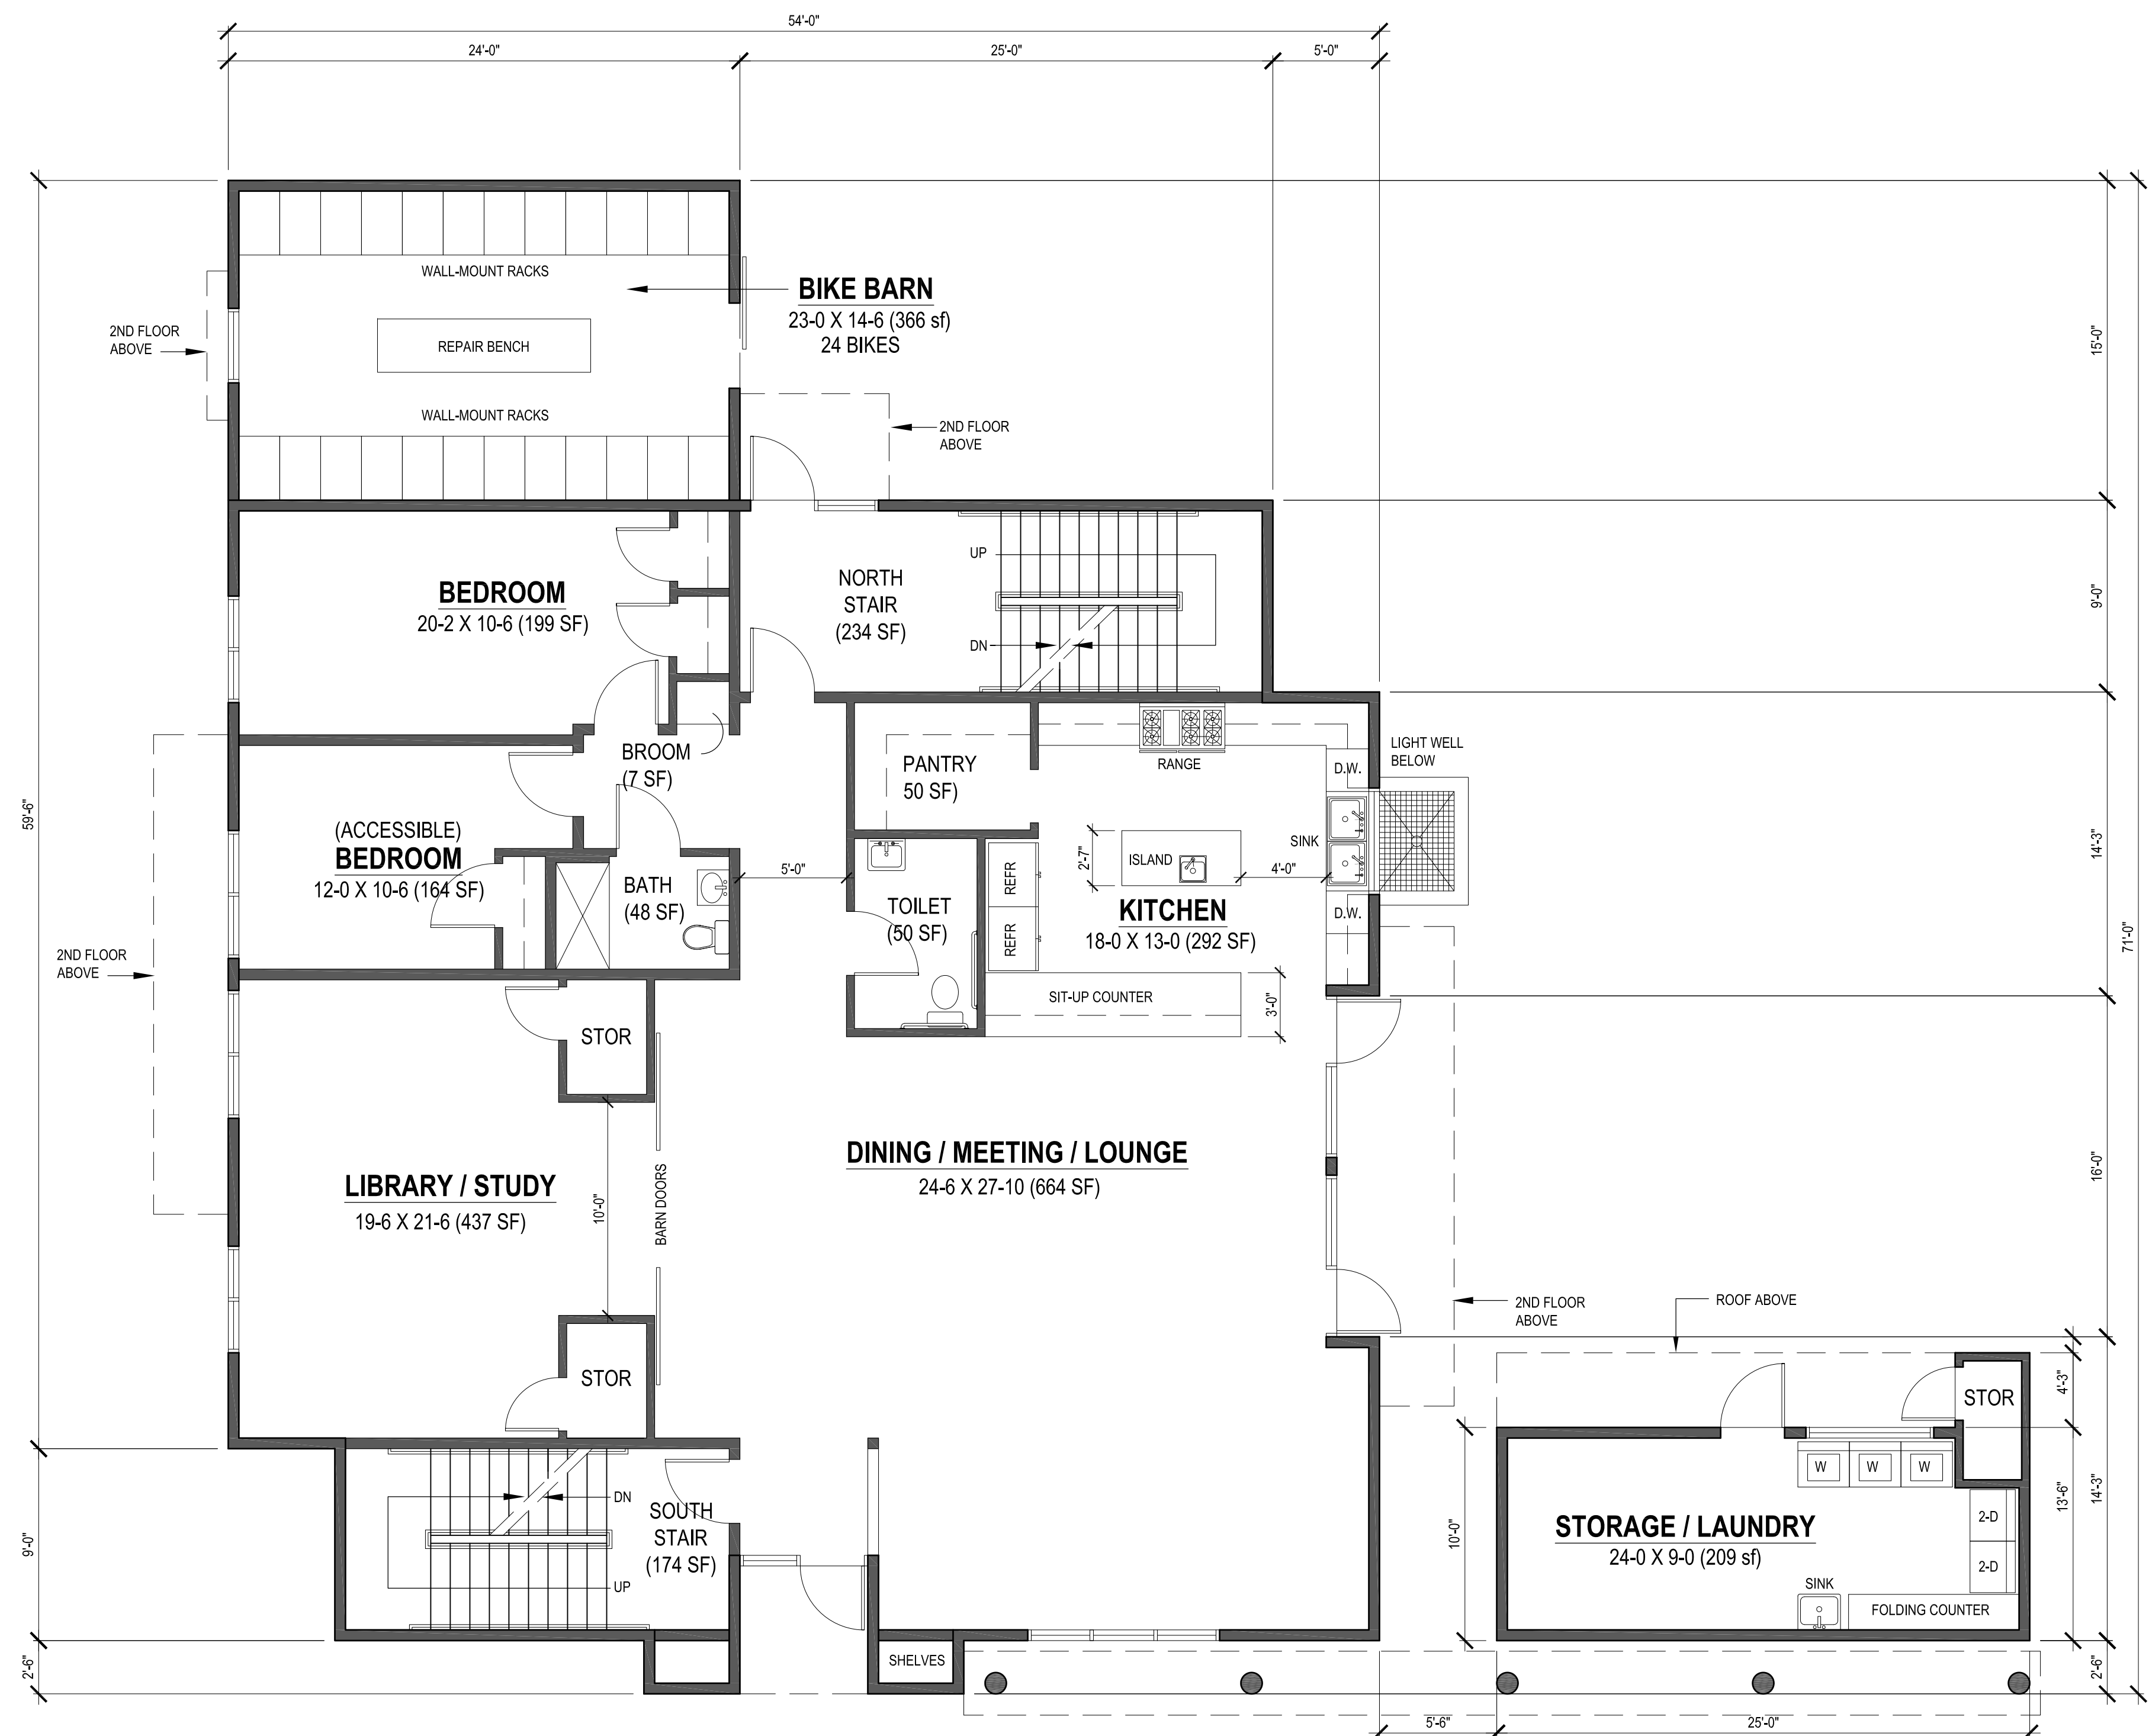 54'-0"
24'-0"
25'-0"
5'-0"
WALL-MOUNT RACKS
BIKE BARN
23-0 X 14-6 (366 sf)
24 BIKES
2ND FLOOR
ABOVE
REPAIR BENCH
15'-0"
WALL-MOUNT RACKS
2ND FLOOR
ABOVE
UP
BEDROOM
20-2 X 10-6 (199 SF)
NORTH
STAIR
(234 SF)
DN
9'-0"
BROOM
(7 SF)
PANTRY
50 SF)
RANGE
D.W.
LIGHT WELL
BELOW
59'-6"
(ACCESSIBLE)
BEDROOM
12-0 X 10-6 (164 SF)
BATH
(48 SF)
5'-0"
TOILET
(50 SF)
REFR
REFR
2'-7"
ISLAND
4'-0"
SINK
D.W.
KITCHEN
18-0 X 13-0 (292 SF)
14'-3"
71'-0"
2ND FLOOR
ABOVE
SIT-UP COUNTER
3'-0"
STOR
LIBRARY / STUDY
19-6 X 21-6 (437 SF)
10'-0"
BARN DOORS
DINING / MEETING / LOUNGE
24-6 X 27-10 (664 SF)
16'-0"
2ND FLOOR
ABOVE
ROOF ABOVE
STOR
STOR
4'-3"
DN
SOUTH
STAIR
(174 SF)
UP
9'-0"
10'-0"
W
W
W
2-D
2-D
STORAGE / LAUNDRY
24-0 X 9-0 (209 sf)
SINK
FOLDING COUNTER
13'-6"
14'-3"
2'-6"
SHELVES
2'-6"
5'-6"
25'-0"